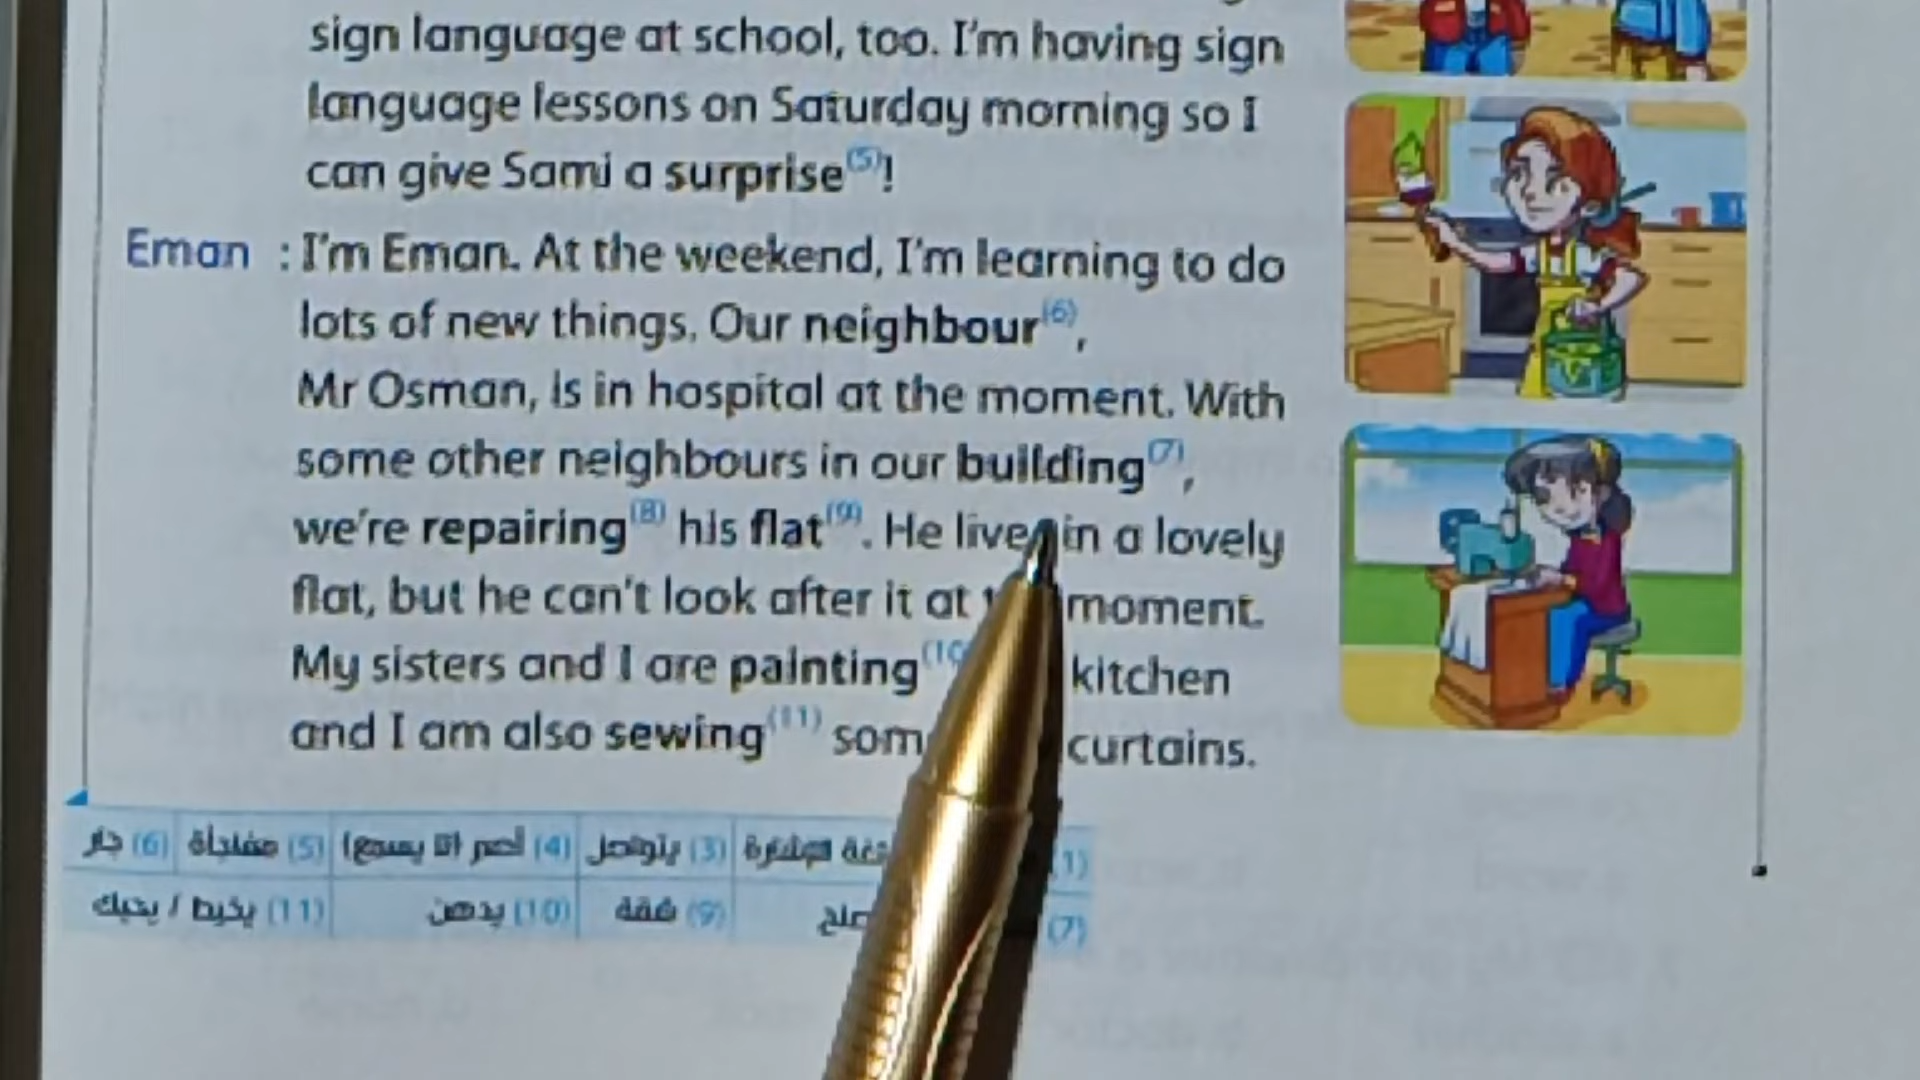 sign language at school, too. I'm having sign
language lessons on Saturday morning so I
can give Sami a surprise(5)!
Eman : I'm Eman. At the weekend, I'm learning to do
lots of new things. Our neighbour(6),
Mr Osman, is in hospital at the moment. With
some other neighbours in our building(7),
we're repairing(8) his flat(9). He lives in a lovely
flat, but he can't look after it at moment.
My sisters and I are painting(10) kitchen
and I am also sewing(11) curtains.
(1) (3) يتواصل (4) أصم (لا يسمع) (5) مفاجأة (6) جار
(7) (9) شقة (10) يدهن (11) يخيط / يحيك